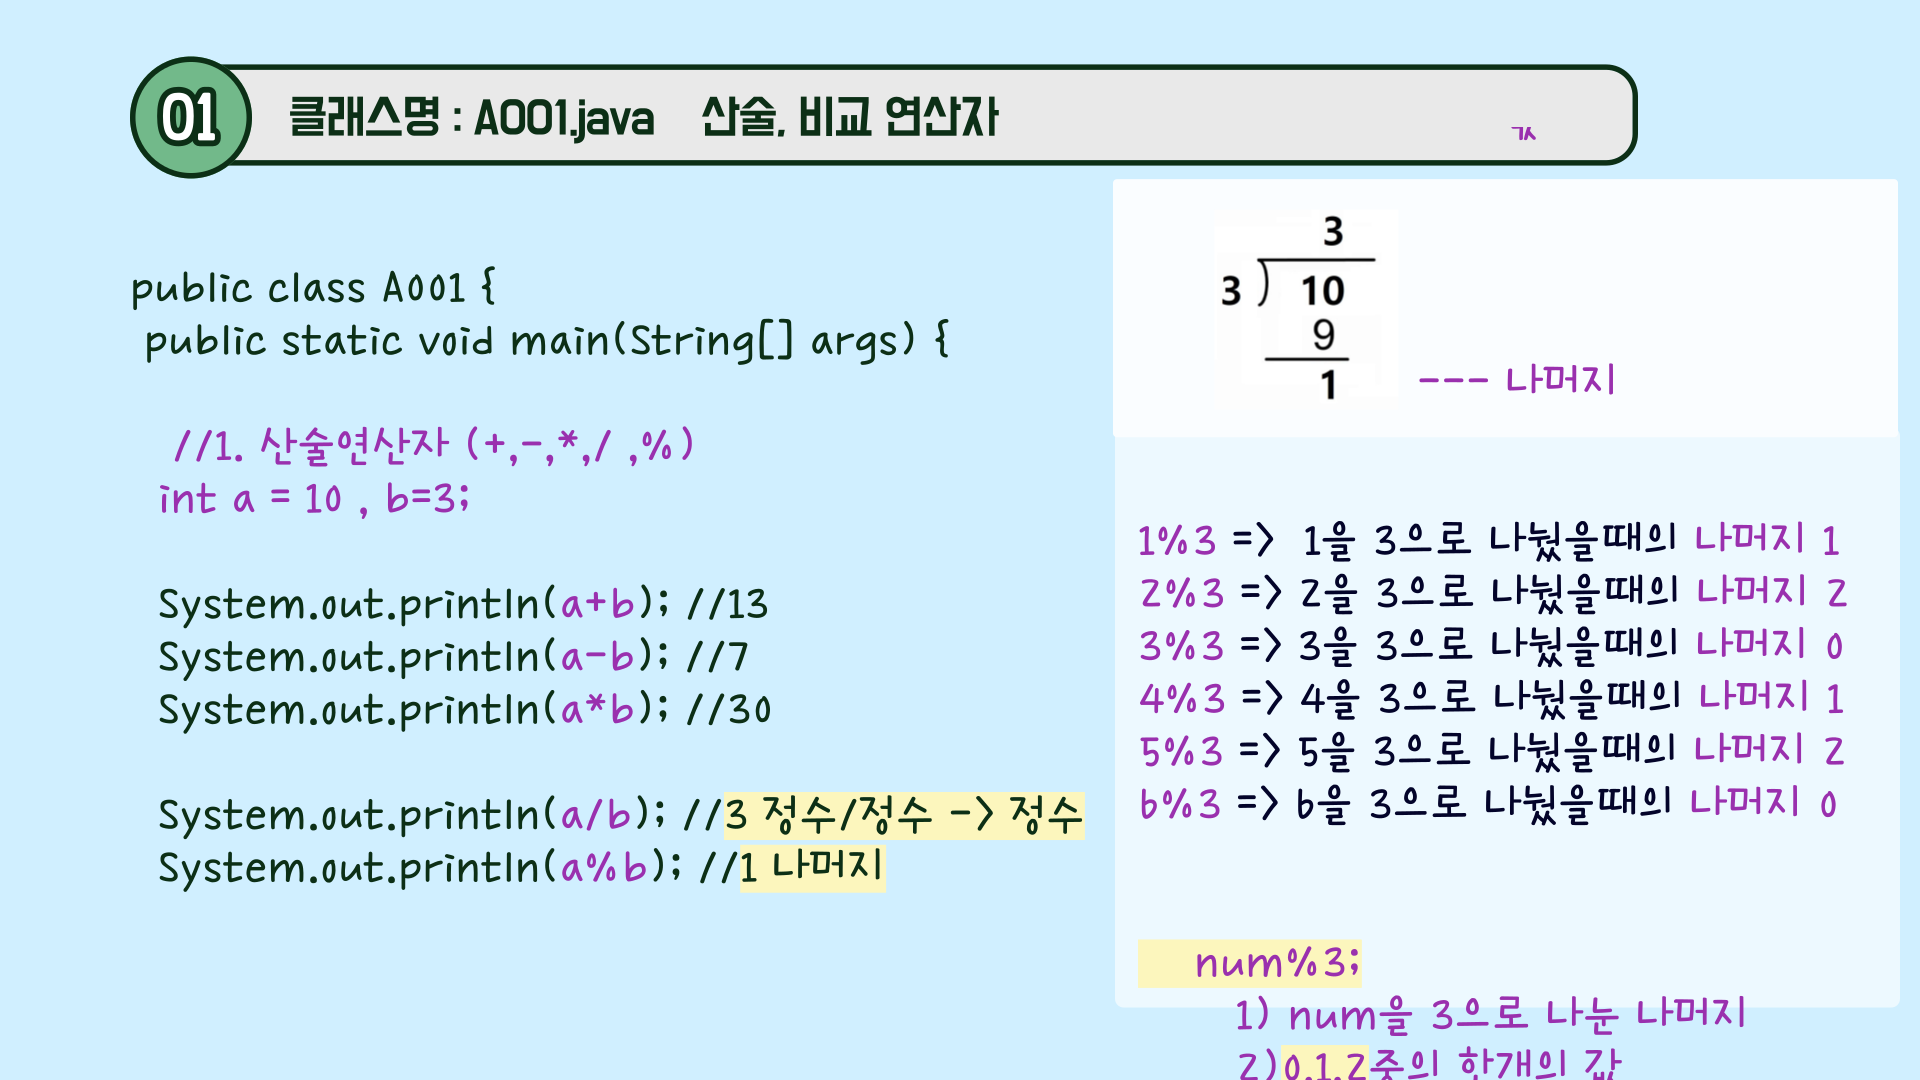 01
클래스명 : A001.java 산술, 비교 연산자
public class A001 {
public static void main(String[] args) {
//1. 산술연산자 (+,-,*,/ ,%)
int a = 10 , b=3;
System.out.println(a+b); //13
System.out.println(a-b); //7
System.out.println(a*b); //30
System.out.println(a/b); //3 정수/정수 -> 정수
System.out.println(a%b); //1 나머지
3
3 ) 10
9
1 --- 나머지
1%3 => 1을 3으로 나눴을때의 나머지 1
2%3 => 2을 3으로 나눴을때의 나머지 2
3%3 => 3을 3으로 나눴을때의 나머지 0
4%3 => 4을 3으로 나눴을때의 나머지 1
5%3 => 5을 3으로 나눴을때의 나머지 2
6%3 => 6을 3으로 나눴을때의 나머지 0
num%3;
1) num을 3으로 나눈 나머지
2)0,1,2중의 한개의 값